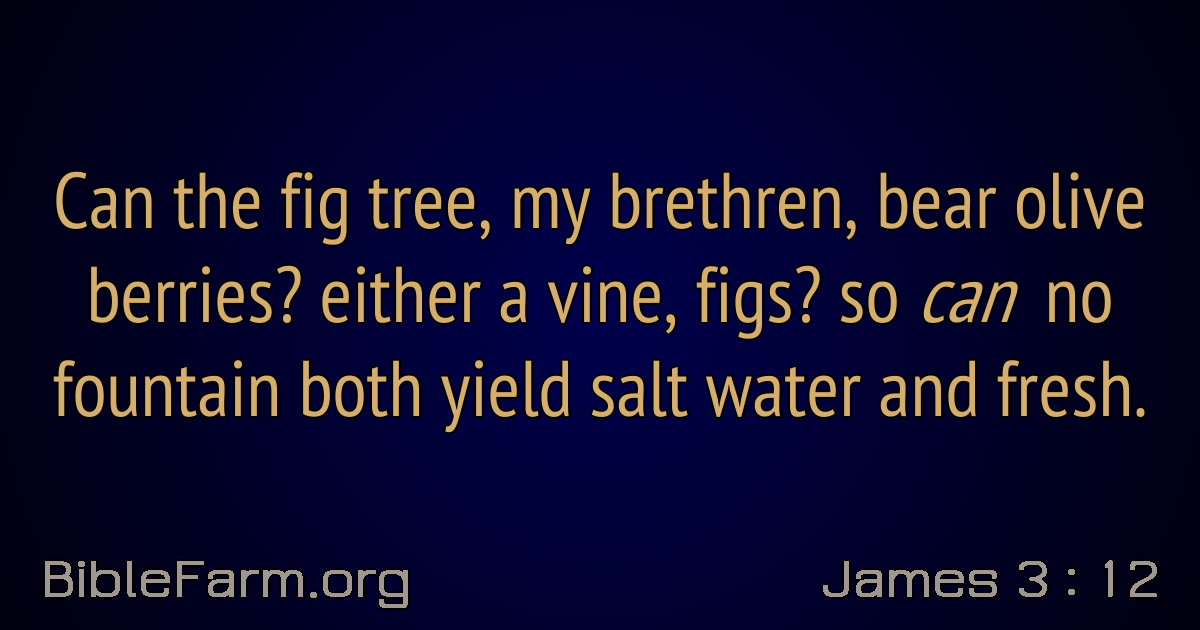 Can the fig tree, my brethren, bear olive
berries? either a vine, figs? so can no
fountain both yield salt water and fresh.
BibleFarm.org
James 3 : 12